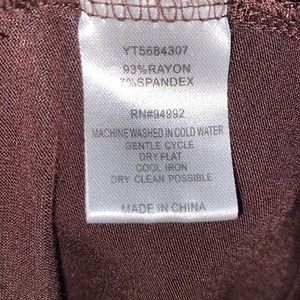 YT5684307
93%RAYON
7%SPANDEX
RN#94992
MACHINE WASHED IN COLD WATER
GENTLE CYCLE
DRY FLAT
COOL IRON
DRY CLEAN POSSIBLE
MADE IN CHINA